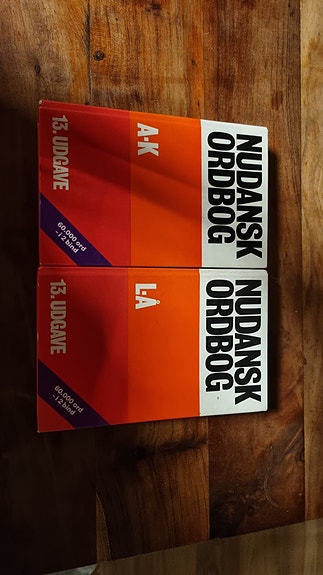 NUDANSK
ORDBOG
A-K
13. UDGAVE
60.000 ord
- i 2 bind
NUDANSK
ORDBOG
L-Å
13. UDGAVE
60.000 ord
- i 2 bind